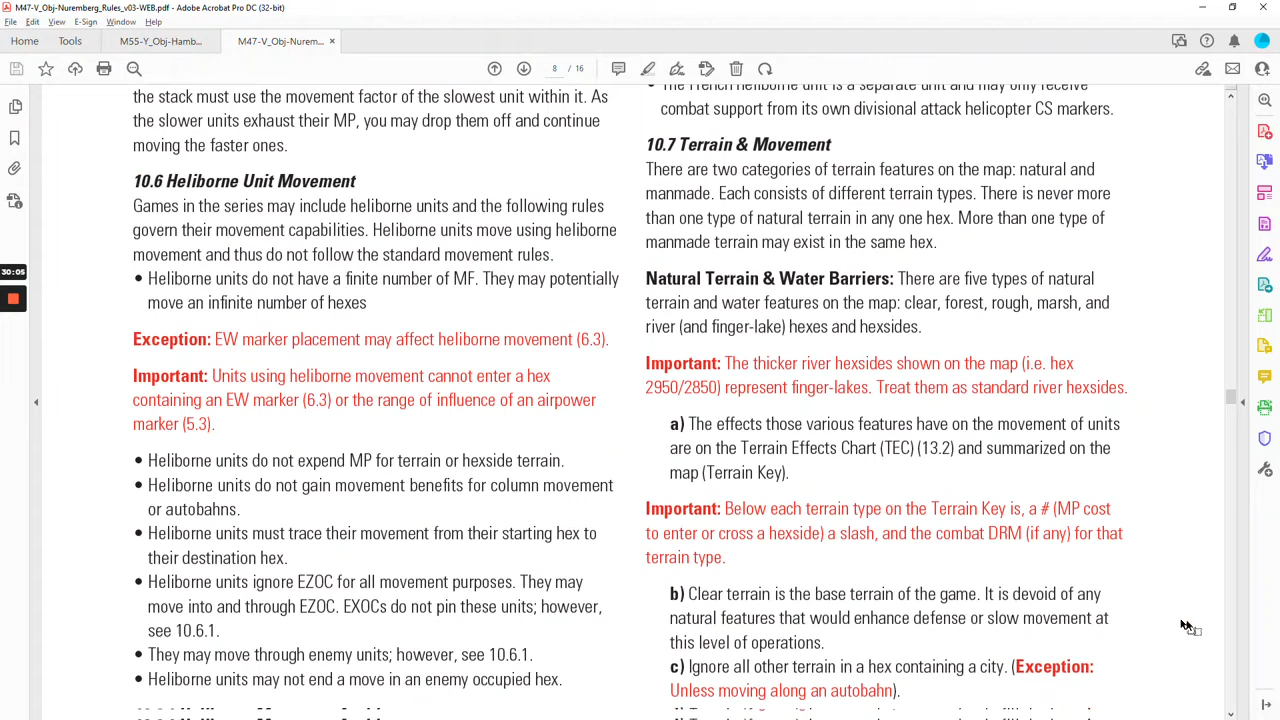 M47-V_Obj-Nuremberg_Rules_v03-WEB.pdf - Adobe Acrobat Pro DC (32-bit)
File Edit View E-Sign Window Help
Home Tools M55-Y_Obj-Hamb... M47-V_Obj-Nurem... ×
8 / 16
30:05
the stack must use the movement factor of the slowest unit within it. As
the slower units exhaust their MP, you may drop them off and continue
moving the faster ones.
10.6 Heliborne Unit Movement
Games in the series may include heliborne units and the following rules
govern their movement capabilities. Heliborne units move using heliborne
movement and thus do not follow the standard movement rules.
• Heliborne units do not have a finite number of MF. They may potentially
move an infinite number of hexes
Exception: EW marker placement may affect heliborne movement (6.3).
Important: Units using heliborne movement cannot enter a hex
containing an EW marker (6.3) or the range of influence of an airpower
marker (5.3).
• Heliborne units do not expend MP for terrain or hexside terrain.
• Heliborne units do not gain movement benefits for column movement
or autobahns.
• Heliborne units must trace their movement from their starting hex to
their destination hex.
• Heliborne units ignore EZOC for all movement purposes. They may
move into and through EZOC. EXOCs do not pin these units; however,
see 10.6.1.
• They may move through enemy units; however, see 10.6.1.
• Heliborne units may not end a move in an enemy occupied hex.
• The French heliborne unit is a separate unit and may only receive
combat support from its own divisional attack helicopter CS markers.
10.7 Terrain & Movement
There are two categories of terrain features on the map: natural and
manmade. Each consists of different terrain types. There is never more
than one type of natural terrain in any one hex. More than one type of
manmade terrain may exist in the same hex.
Natural Terrain & Water Barriers: There are five types of natural
terrain and water features on the map: clear, forest, rough, marsh, and
river (and finger-lake) hexes and hexsides.
Important: The thicker river hexsides shown on the map (i.e. hex
2950/2850) represent finger-lakes. Treat them as standard river hexsides.
a) The effects those various features have on the movement of units
are on the Terrain Effects Chart (TEC) (13.2) and summarized on the
map (Terrain Key).
Important: Below each terrain type on the Terrain Key is, a # (MP cost
to enter or cross a hexside) a slash, and the combat DRM (if any) for that
terrain type.
b) Clear terrain is the base terrain of the game. It is devoid of any
natural features that would enhance defense or slow movement at
this level of operations.
c) Ignore all other terrain in a hex containing a city. (Exception:
Unless moving along an autobahn).